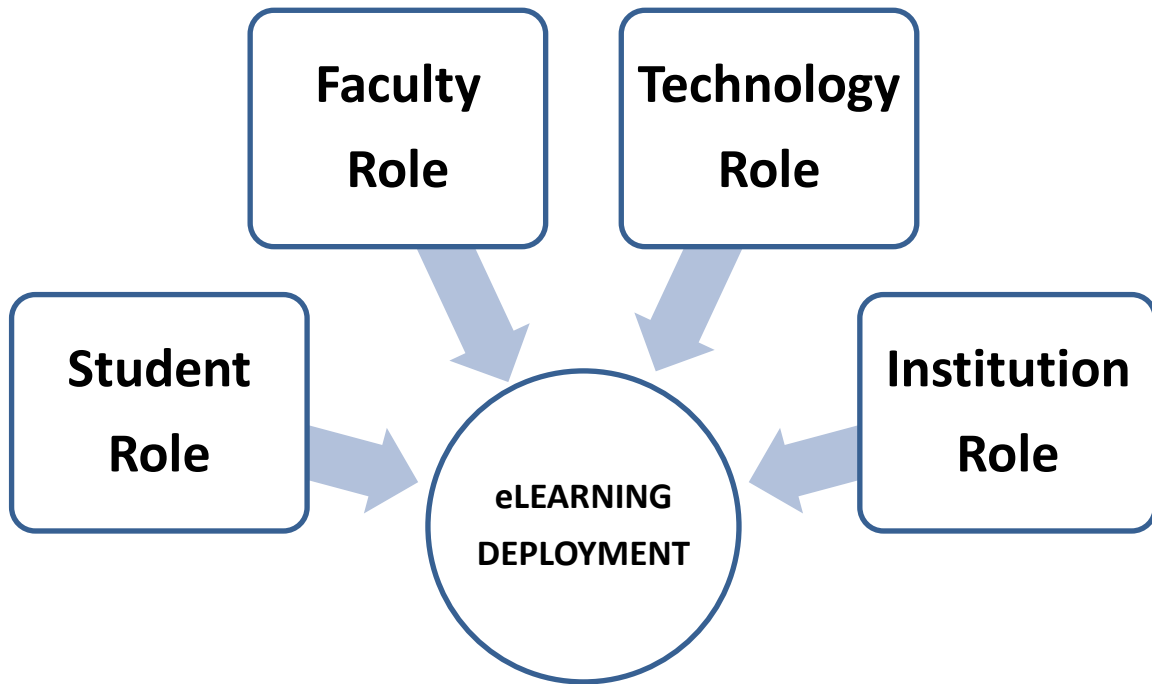 Faculty
Role
Technology
Role
Student
Role
Institution
Role
eLEARNING
DEPLOYMENT